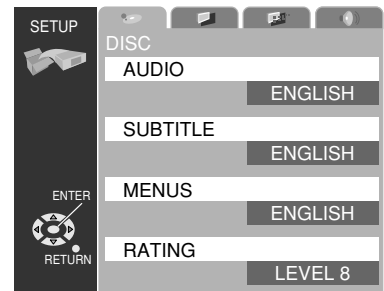 SETUP
DISC
AUDIO
ENGLISH
SUBTITLE
ENGLISH
MENUS
ENGLISH
RATING
LEVEL 8
ENTER
RETURN